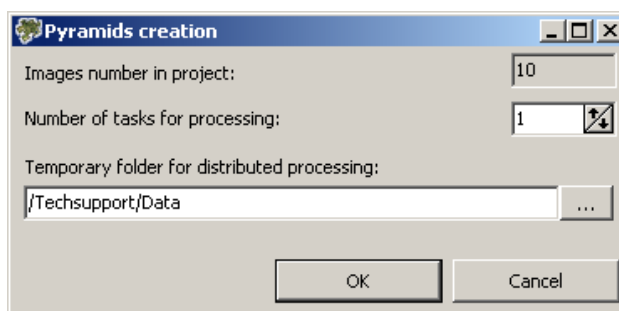 Pyramids creation
Images number in project: 10
Number of tasks for processing: 1
Temporary folder for distributed processing:
/Techsupport/Data ...
OK Cancel